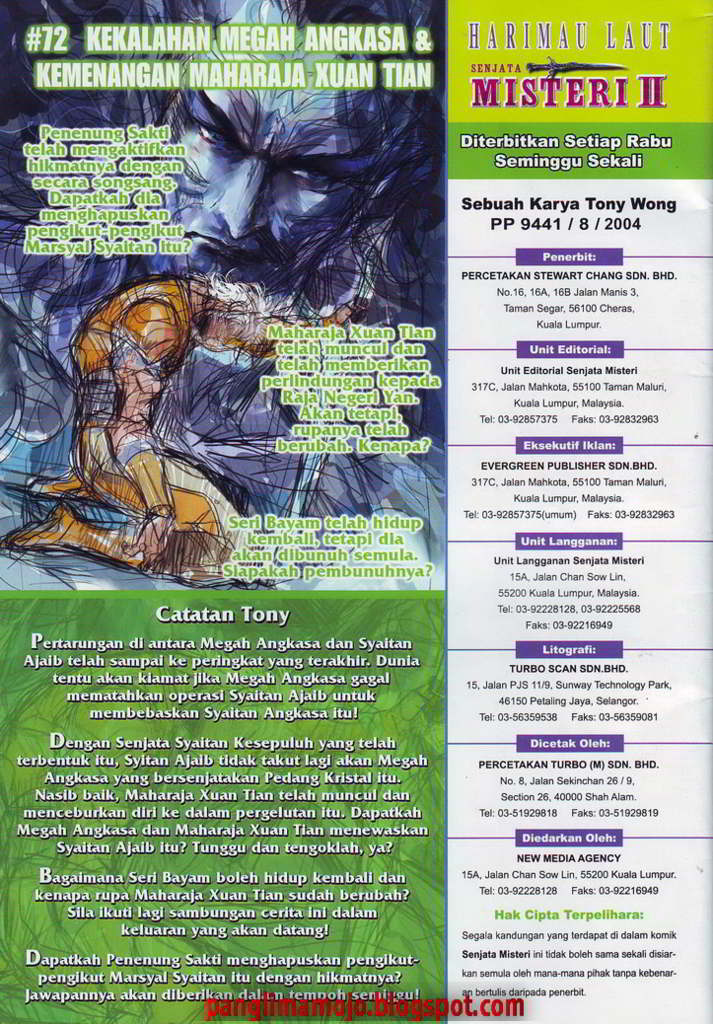 #72 KEKALAHAN MEGAH ANGKASA &
KEMENANGAN MAHARAJA XUAN TIAN
Penenung Sakti
telah mengaktifkan
hikmatnya dengan
secara songsang.
Dapatkah dia
menghapuskan
pengikut-pengikut
Marsyal Syaitan itu?
Maharaja Xuan Tian
telah muncul dan
telah memberikan
perlindungan kepada
Raja Negeri Yan.
Akan tetapi,
rupanya telah
berubah. Kenapa?
Seri Bayam telah hidup
kembali, tetapi dia
akan dibunuh semula.
Siapakah pembunuhnya?
Catatan Tony
Pertarungan di antara Megah Angkasa dan Syaitan
Ajaib telah sampai ke peringkat yang terakhir. Dunia
tentu akan kiamat jika Megah Angkasa gagal
mematahkan operasi Syaitan Ajaib untuk
membebaskan Syaitan Angkasa itu!
Dengan Senjata Syaitan Kesepuluh yang telah
terbentuk itu, Syitan Ajaib tidak takut lagi akan Megah
Angkasa yang bersenjatakan Pedang Kristal itu.
Nasib baik, Maharaja Xuan Tian telah muncul dan
menceburkan diri ke dalam pergelutan itu. Dapatkah
Megah Angkasa dan Maharaja Xuan Tian menewaskan
Syaitan Ajaib itu? Tunggu dan tengoklah, ya?
Bagaimana Seri Bayam boleh hidup kembali dan
kenapa rupa Maharaja Xuan Tian sudah berubah?
Sila ikuti lagi sambungan cerita ini dalam
keluaran yang akan datang!
Dapatkah Penenung Sakti menghapuskan pengikut-
pengikut Marsyal Syaitan itu dengan hikmatnya?
Jawapannya akan diberikan dalam tempoh seminggu!
HARIMAU LAUT
SENJATA
MISTERI II
Diterbitkan Setiap Rabu
Seminggu Sekali
Sebuah Karya Tony Wong
PP 9441 / 8 / 2004
Penerbit:
PERCETAKAN STEWART CHANG SDN. BHD.
No.16, 16A, 16B Jalan Manis 3,
Taman Segar, 56100 Cheras,
Kuala Lumpur.
Unit Editorial:
Unit Editorial Senjata Misteri
317C, Jalan Mahkota, 55100 Taman Maluri,
Kuala Lumpur, Malaysia.
Tel: 03-92857375 Faks: 03-92832963
Eksekutif Iklan:
EVERGREEN PUBLISHER SDN.BHD.
317C, Jalan Mahkota, 55100 Taman Maluri,
Kuala Lumpur, Malaysia.
Tel: 03-92857375(umum) Faks: 03-92832963
Unit Langganan:
Unit Langganan Senjata Misteri
15A, Jalan Chan Sow Lin,
55200 Kuala Lumpur, Malaysia.
Tel: 03-92228128, 03-92225568
Faks: 03-92216949
Litografi:
TURBO SCAN SDN.BHD.
15, Jalan PJS 11/9, Sunway Technology Park,
46150 Petaling Jaya, Selangor.
Tel: 03-56359538 Faks: 03-56359081
Dicetak Oleh:
PERCETAKAN TURBO (M) SDN. BHD.
No. 8, Jalan Sekinchan 26 / 9,
Section 26, 40000 Shah Alam.
Tel: 03-51929818 Faks: 03-51929819
Diedarkan Oleh:
NEW MEDIA AGENCY
15A, Jalan Chan Sow Lin, 55200 Kuala Lumpur.
Tel: 03-92228128 Faks: 03-92216949
Hak Cipta Terpelihara:
Segala kandungan yang terdapat di dalam komik
Senjata Misteri ini tidak boleh sama sekali disiar-
kan semula oleh mana-mana pihak tanpa kebenar-
an bertulis daripada penerbit.
panglimamojo.blogspot.com